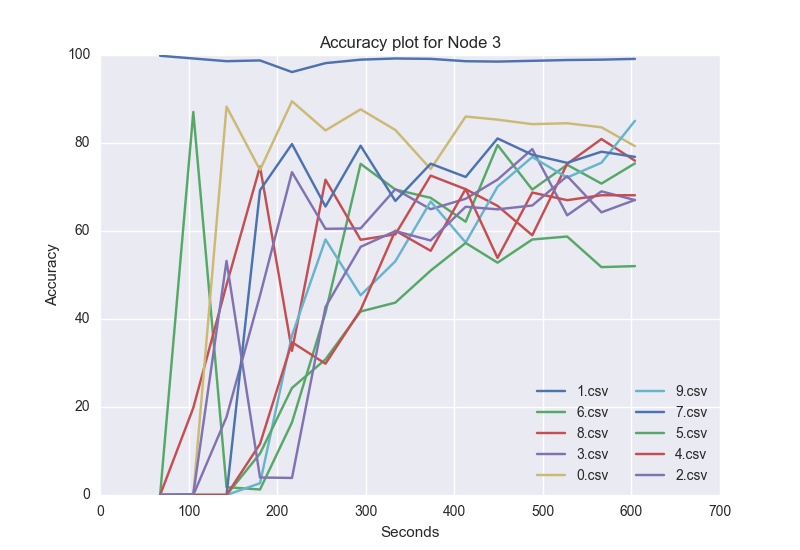 Accuracy plot for Node 3
100
80
60
40
20
0
Accuracy
0 100 200 300 400 500 600 700
Seconds
1.csv 9.csv
6.csv 7.csv
8.csv 5.csv
3.csv 4.csv
0.csv 2.csv